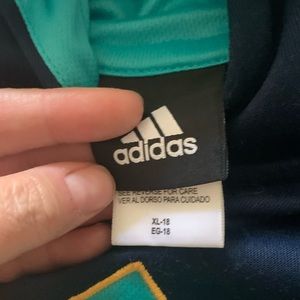 adidas
SEE REVERSE FOR CARE
VER AL DORSO PARA CUIDADO
XL-18
EG-18